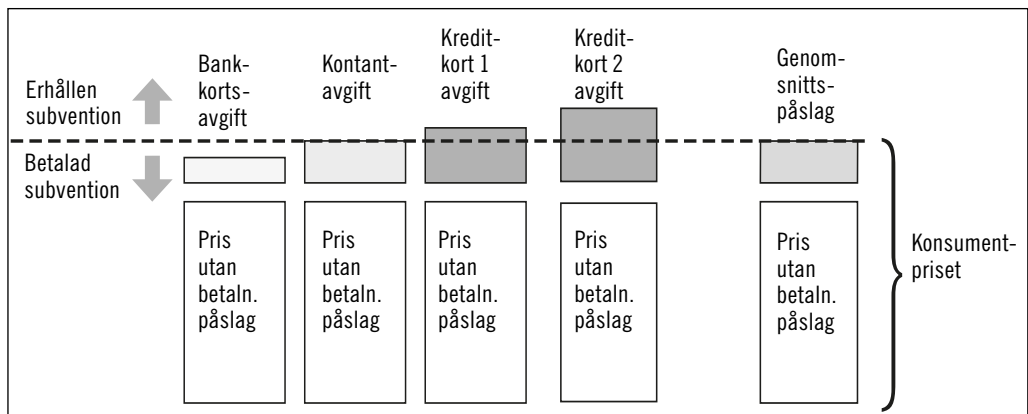 Erhållen
subvention
Betalad
subvention
Bank-
korts-
avgift
Kontant-
avgift
Kredit-
kort 1
avgift
Kredit-
kort 2
avgift
Genom-
snitts-
påslag
Pris
utan
betaln.
påslag
Pris
utan
betaln.
påslag
Pris
utan
betaln.
påslag
Pris
utan
betaln.
påslag
Pris
utan
betaln.
påslag
Konsument-
priset